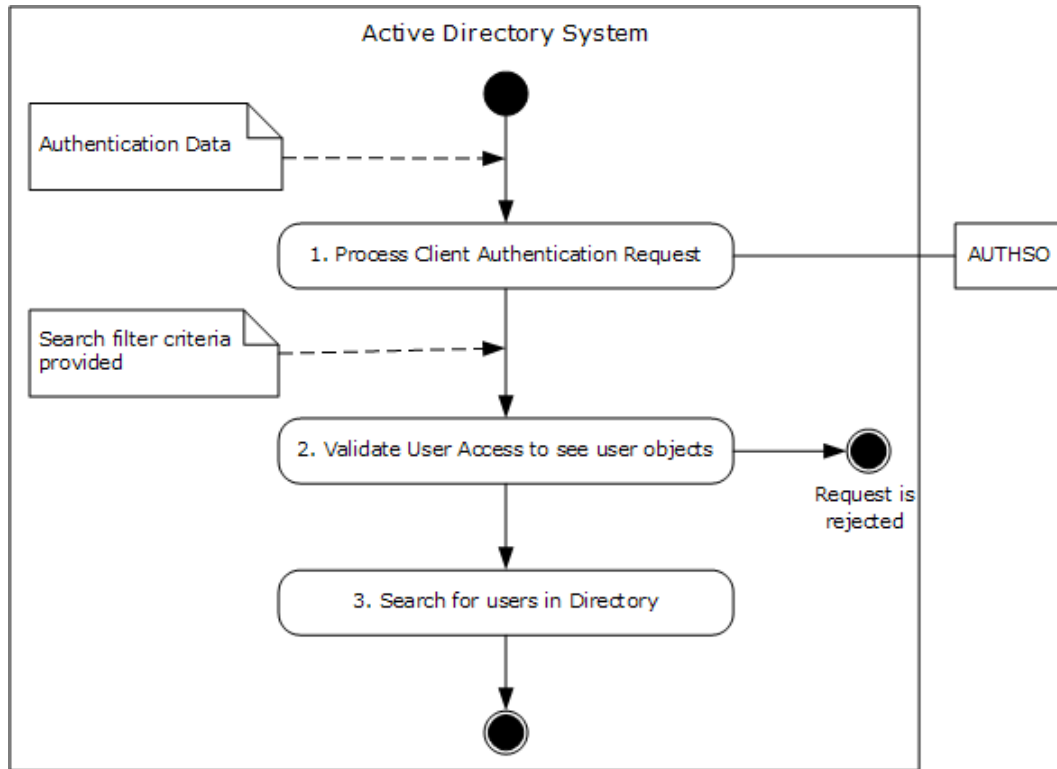 Active Directory System
Authentication Data
1. Process Client Authentication Request
AUTHSO
Search filter criteria
provided
2. Validate User Access to see user objects
Request is
rejected
3. Search for users in Directory